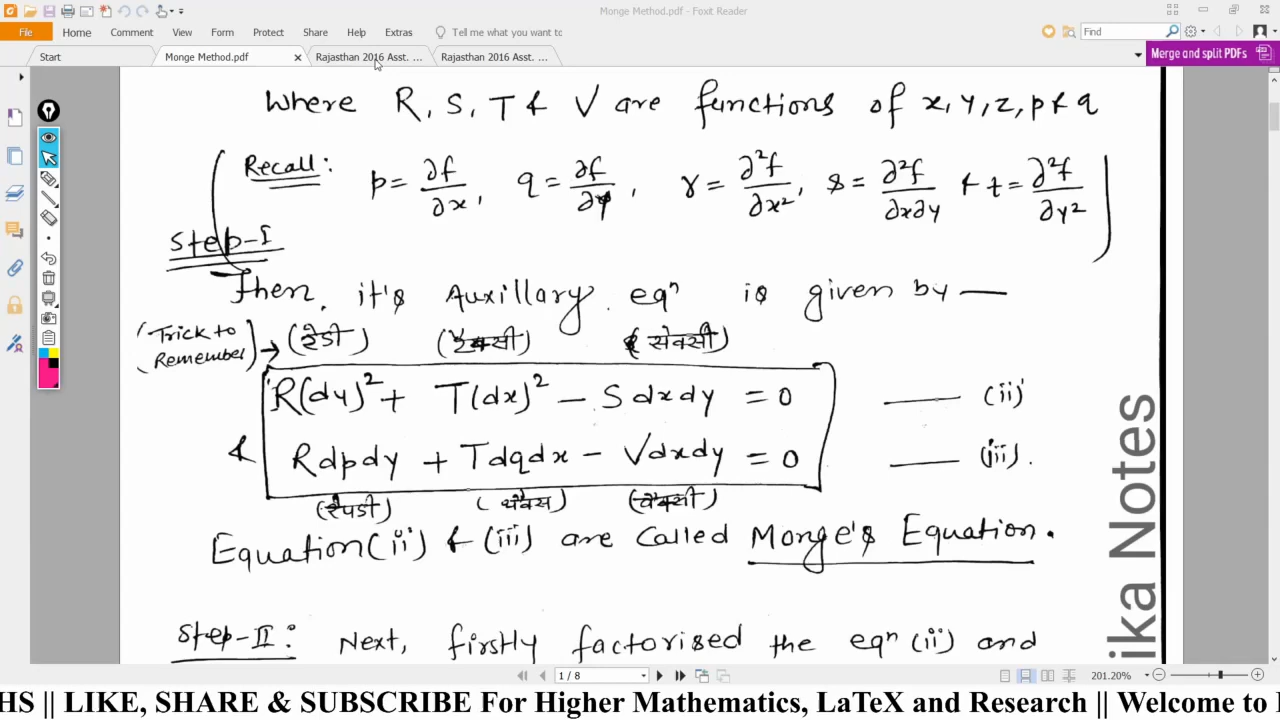 Monge Method.pdf - Foxit Reader
File Home Comment View Form Protect Share Help Extras Tell me what you want to Find
Start Monge Method.pdf Rajasthan 2016 Asst. ... Rajasthan 2016 Asst. ... Merge and split PDFs
Where R, S, T & V are functions of x, y, z, p & q
Recall: p = ∂f/∂x, q = ∂f/∂y, r = ∂²f/∂x², s = ∂²f/∂x∂y & t = ∂²f/∂y²
Step-I
Then, it's Auxillary eqⁿ is given by —
(Trick to
Remember) →
R(dy)² + T(dx)² – S dx dy = 0 —— (ii)
& R dp dy + T dq dx – V dx dy = 0 —— (iii).
Equation (ii) & (iii) are called Monge's Equation.
ika Notes
Step-II: Next, firstly factorised the eqⁿ (ii) and
1 / 8 201.20%
HS || LIKE, SHARE & SUBSCRIBE For Higher Mathematics, LaTeX and Research || Welcome to